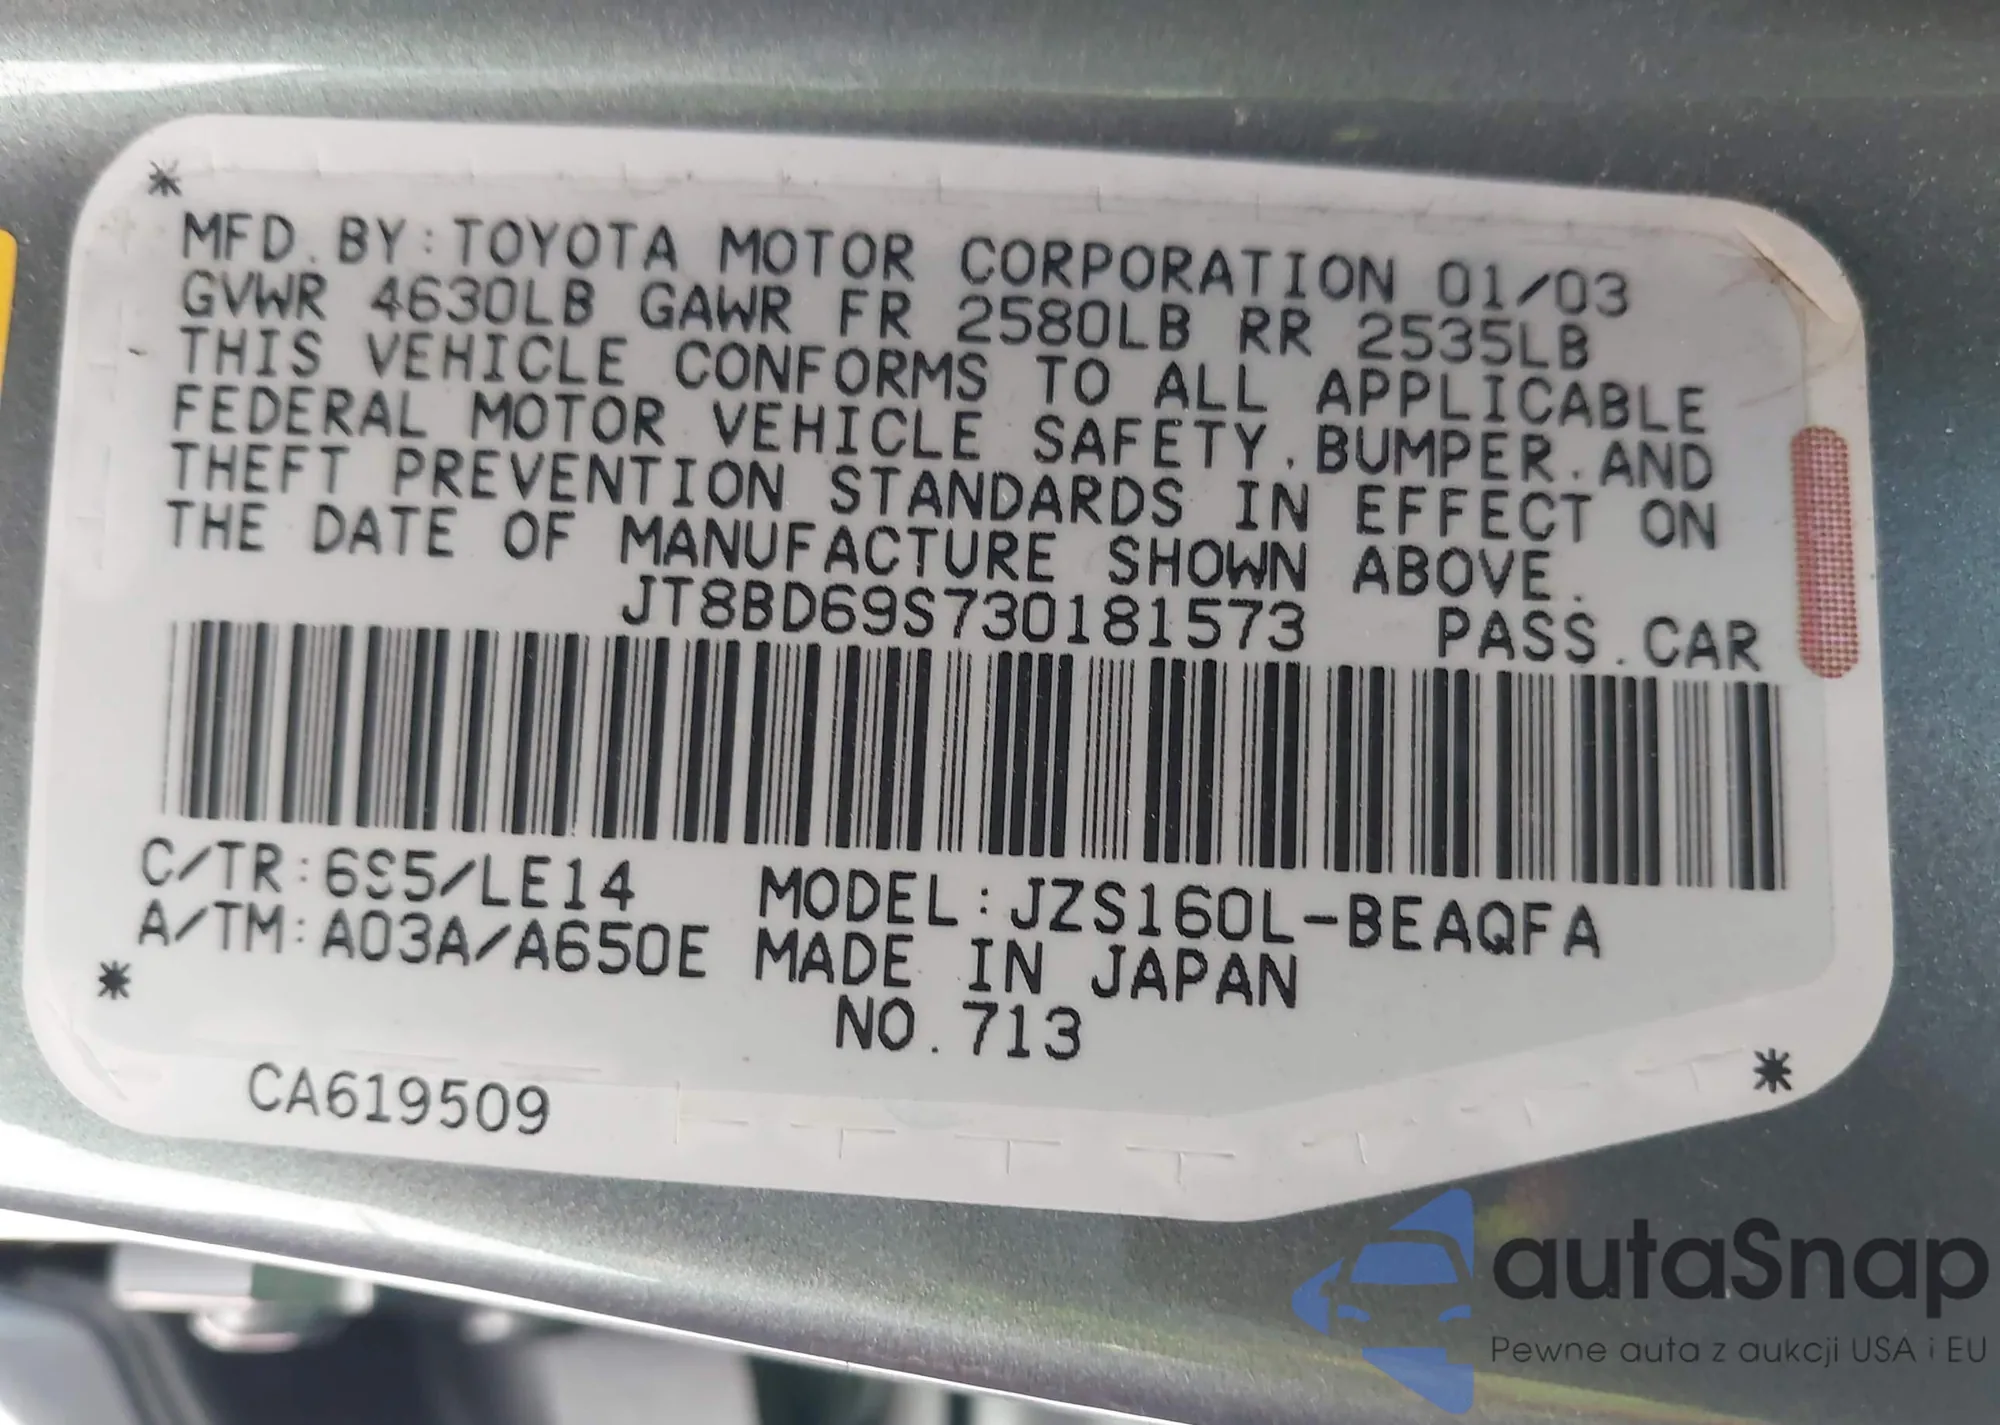 MFD.BY:TOYOTA MOTOR CORPORATION 01/03
GVWR 4630LB GAWR FR 2580LB RR 2535LB
THIS VEHICLE CONFORMS TO ALL APPLICABLE
FEDERAL MOTOR VEHICLE SAFETY.BUMPER.AND
THEFT PREVENTION STANDARDS IN EFFECT ON
THE DATE OF MANUFACTURE SHOWN ABOVE.
JT8BD69S730181573 PASS.CAR
C/TR:6S5/LE14 MODEL:JZS160L-BEAQFA
A/TM:A03A/A650E MADE IN JAPAN
NO.713
CA619509
autaSnap
Pewne auta z aukcji USA i EU